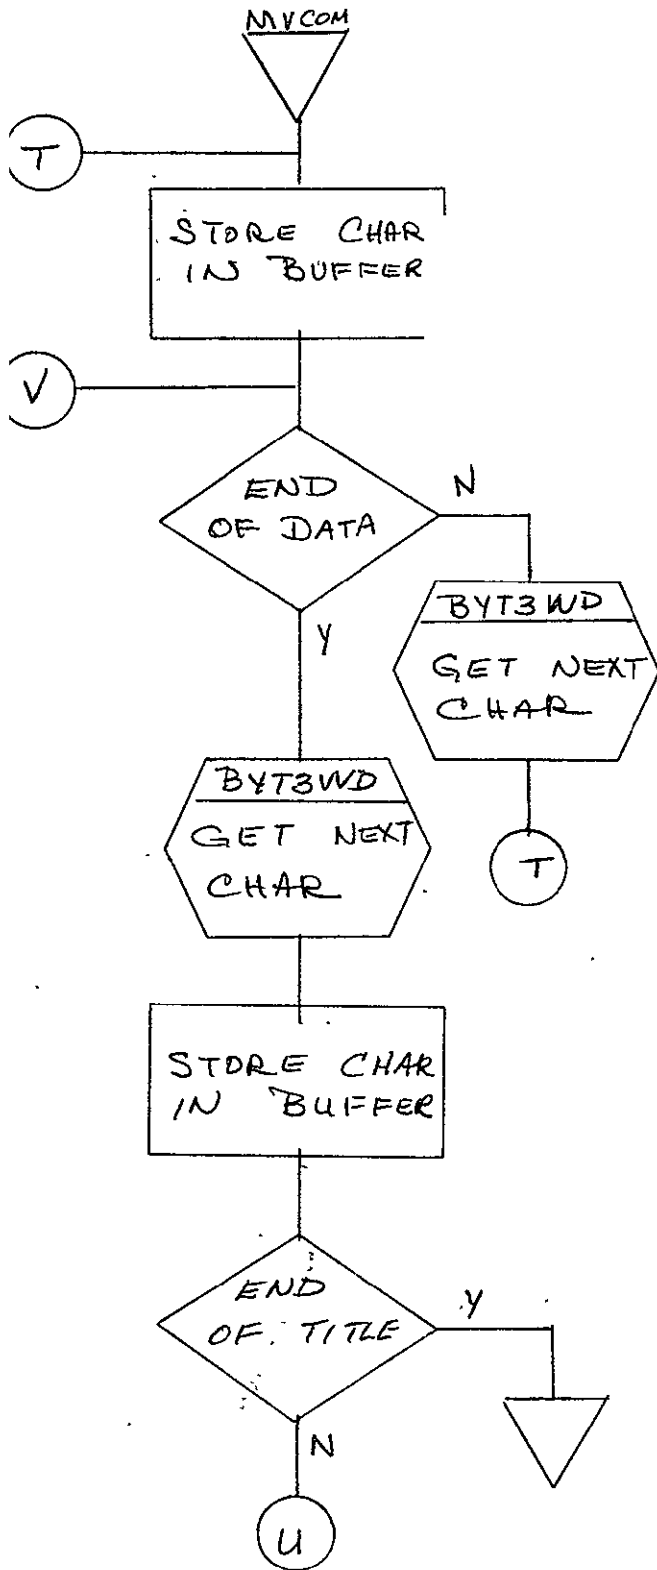 MVCOM
T
STORE CHAR
IN BUFFER
V
END
OF DATA
N
Y
BYT3WD
GET NEXT
CHAR
T
BYT3WD
GET NEXT
CHAR
STORE CHAR
IN BUFFER
END
OF TITLE
Y
N
U